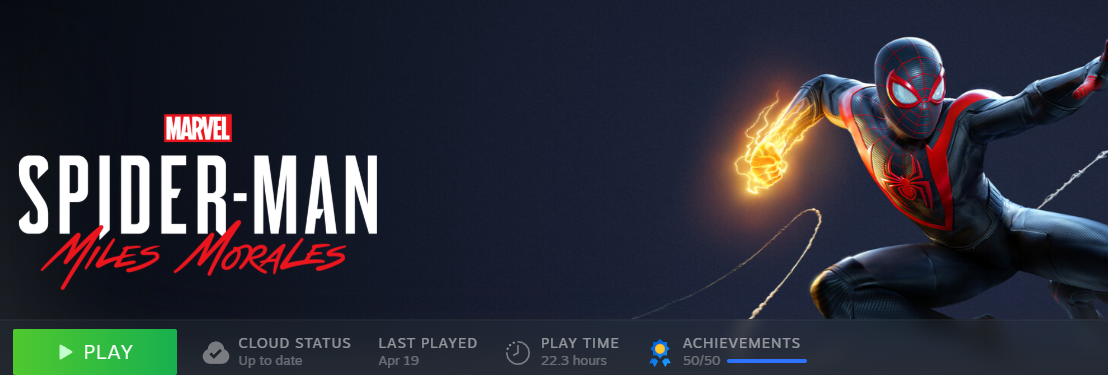 MARVEL
SPIDER-MAN
MILES MORALES
PLAY
CLOUD STATUS
Up to date
LAST PLAYED
Apr 19
PLAY TIME
22.3 hours
ACHIEVEMENTS
50/50